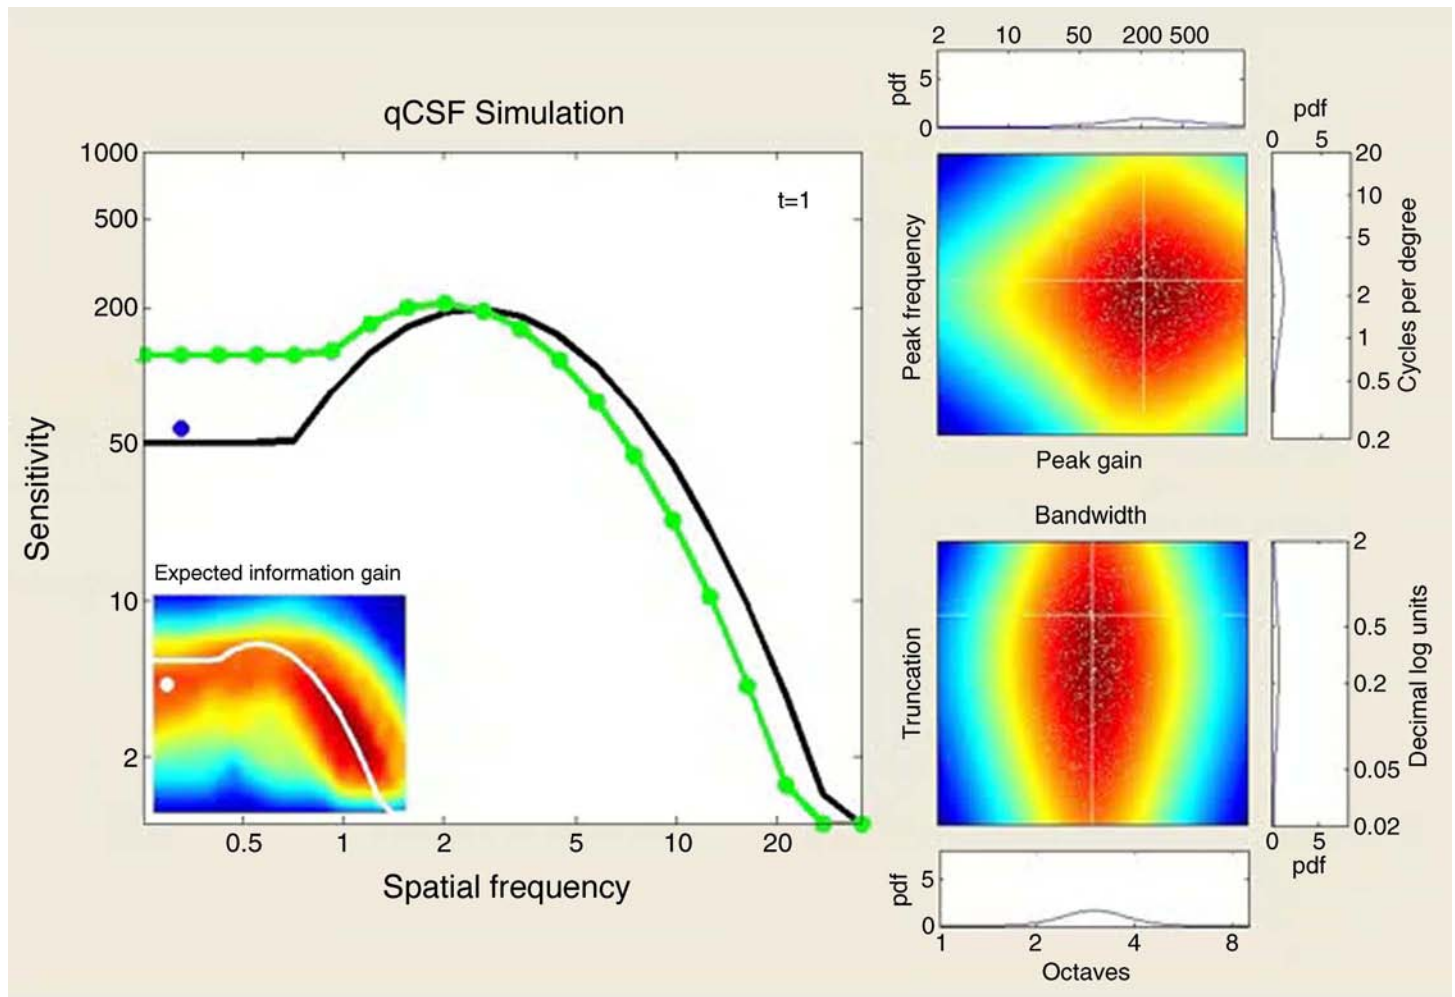 qCSF Simulation
t=1
1000
500
200
50
10
2
Sensitivity
0.5 1 2 5 10 20
Spatial frequency
Expected information gain
2 10 50 200 500
pdf
5
0
pdf
0 5
Peak frequency
20
10
5
2
1
0.5
0.2
Cycles per degree
Peak gain
Bandwidth
Truncation
2
0.5
0.2
0.05
0.02
Decimal log units
0 5
pdf
pdf
5
0
1 2 4 8
Octaves